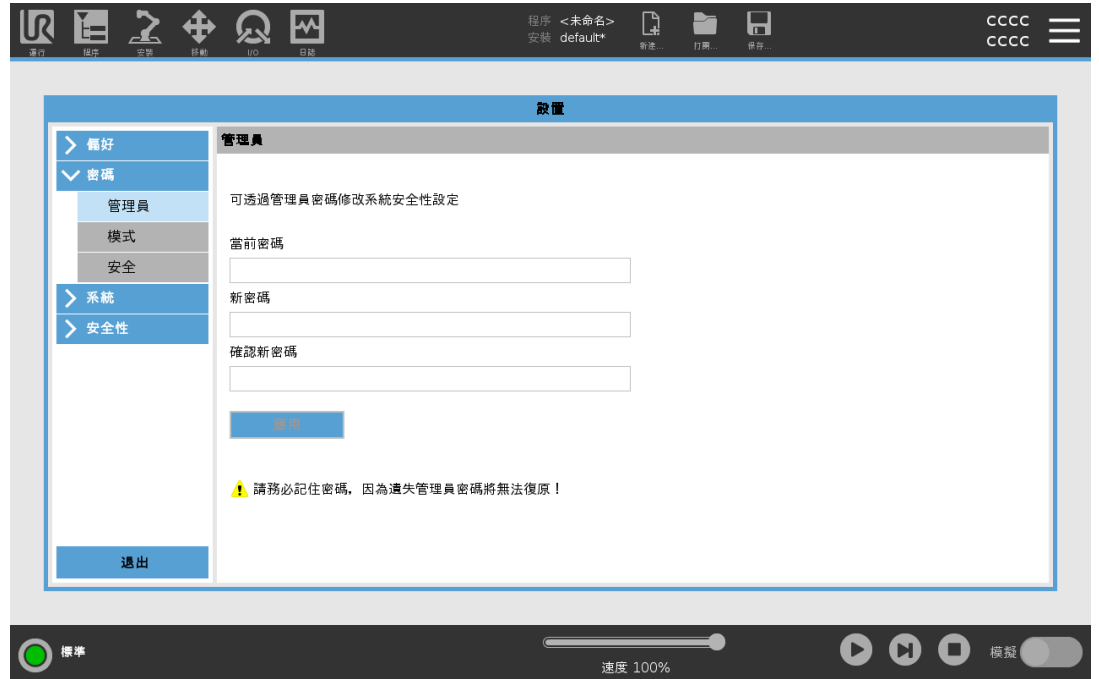 UR
運行
程序
安裝
移動
I/O
日誌
程序 <未命名>
安裝 default*
新建...
打開...
保存...
cccc
cccc
設置
偏好
密碼
管理員
模式
安全
系統
安全性
退出
管理員
可透過管理員密碼修改系統安全性設定
當前密碼
新密碼
確認新密碼
應用
請務必記住密碼，因為遺失管理員密碼將無法復原！
標準
速度 100%
模擬